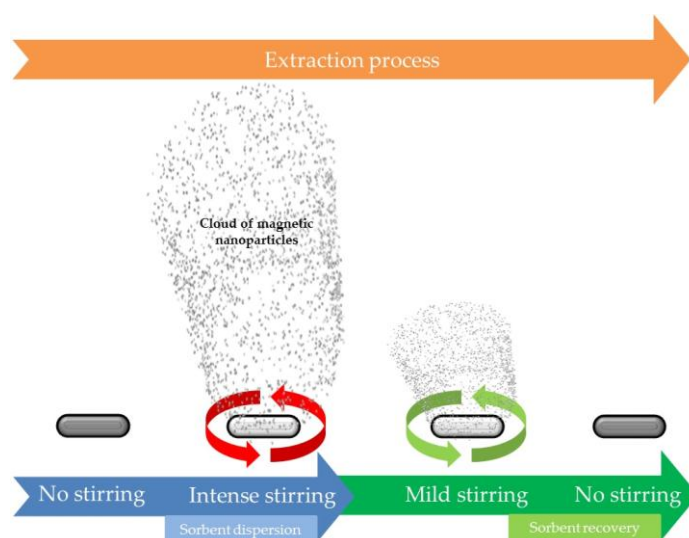 Extraction process
Cloud of magnetic
nanoparticles
No stirring
Intense stirring
Mild stirring
No stirring
Sorbent dispersion
Sorbent recovery